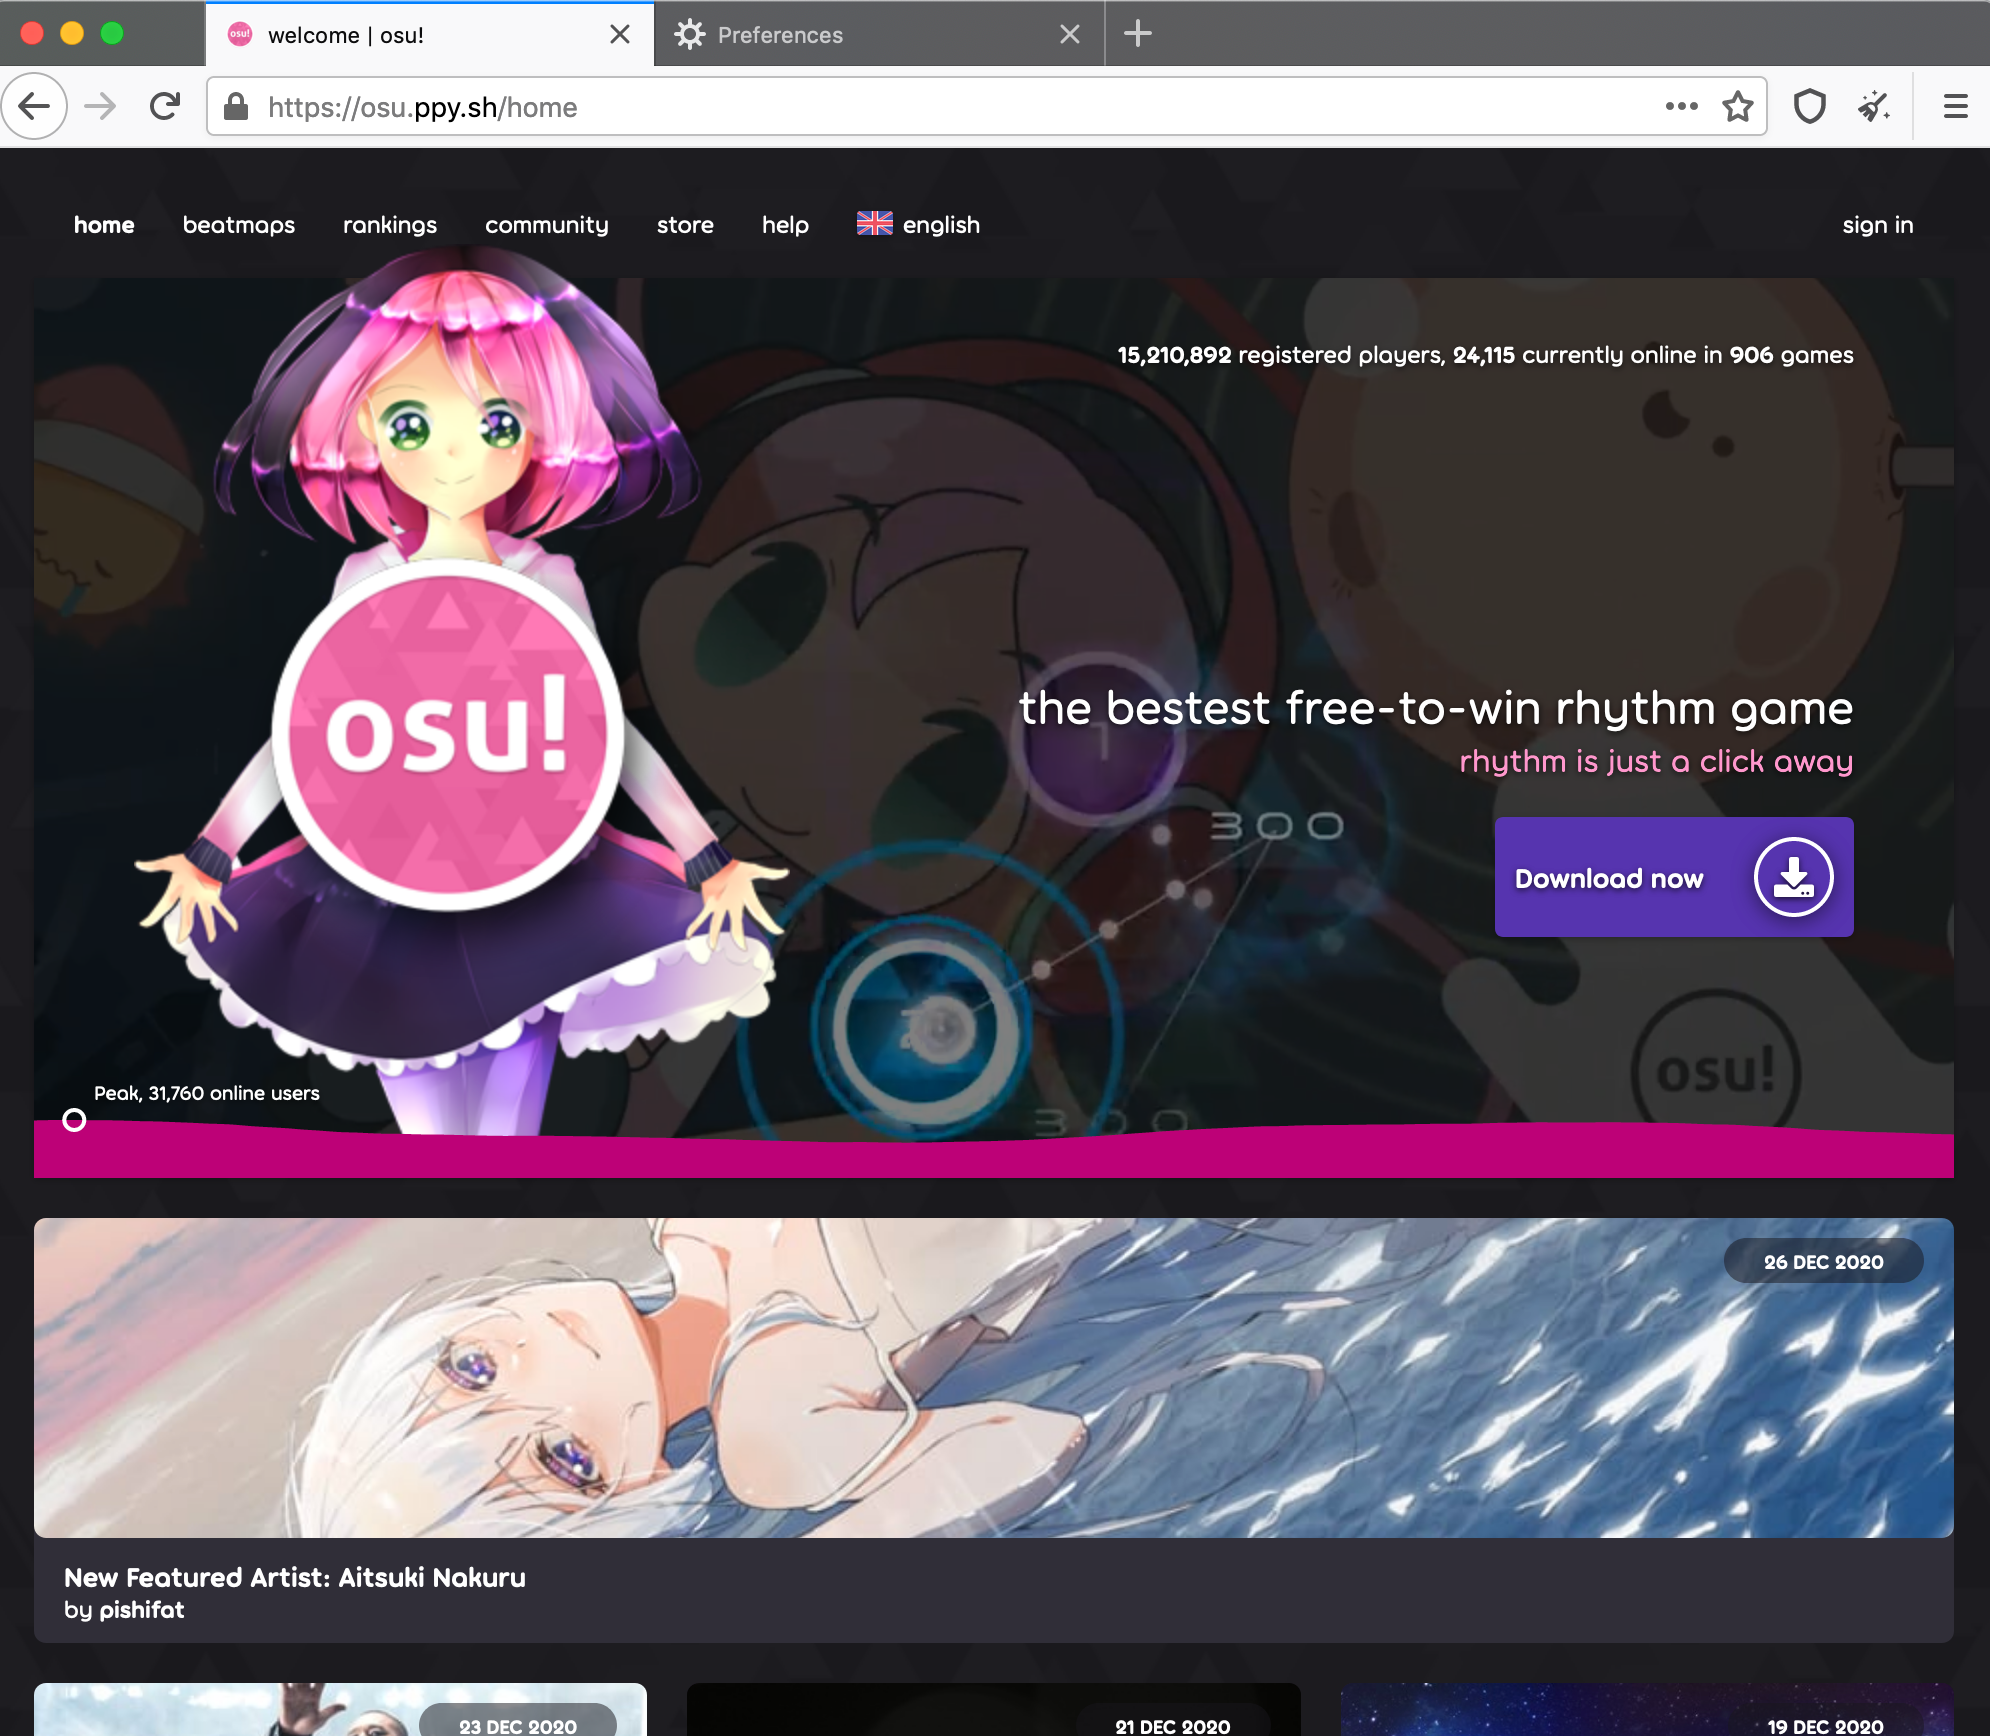 welcome | osu!
Preferences
https://osu.ppy.sh/home
home beatmaps rankings community store help english sign in
15,210,892 registered players, 24,115 currently online in 906 games
osu!
the bestest free-to-win rhythm game
rhythm is just a click away
1
300
Download now
osu!
Peak, 31,760 online users
300
26 DEC 2020
New Featured Artist: Aitsuki Nakuru
by pishifat
23 DEC 2020
21 DEC 2020
19 DEC 2020